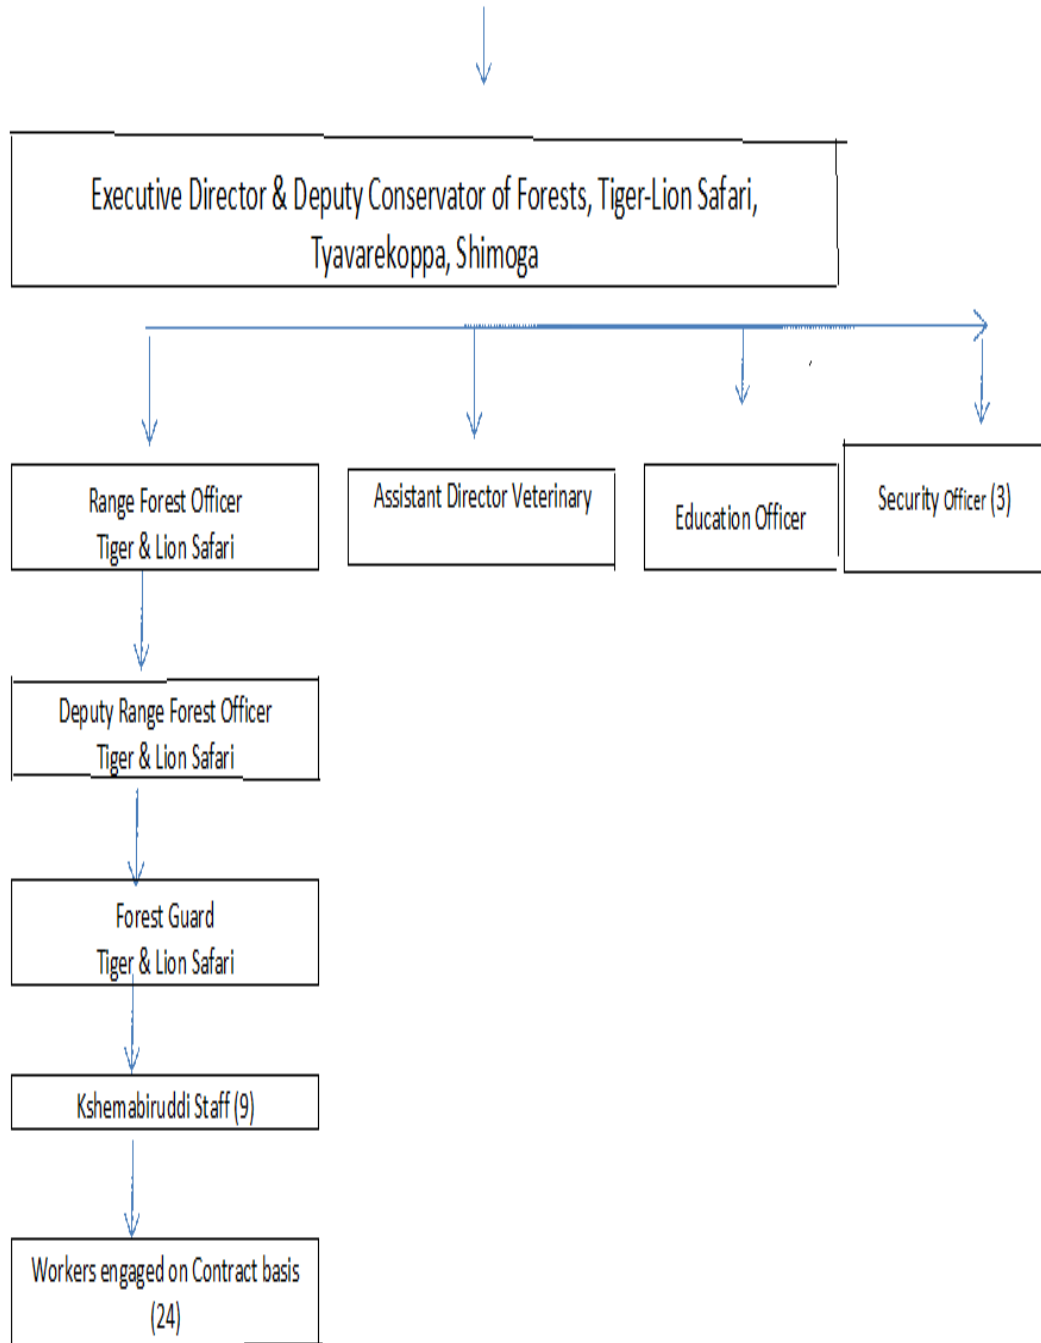 Executive Director & Deputy Conservator of Forests, Tiger-Lion Safari,
Tyavarekoppa, Shimoga
Range Forest Officer
Tiger & Lion Safari
Assistant Director Veterinary
Education Officer
Security Officer (3)
Deputy Range Forest Officer
Tiger & Lion Safari
Forest Guard
Tiger & Lion Safari
Kshemabiruddi Staff (9)
Workers engaged on Contract basis
(24)